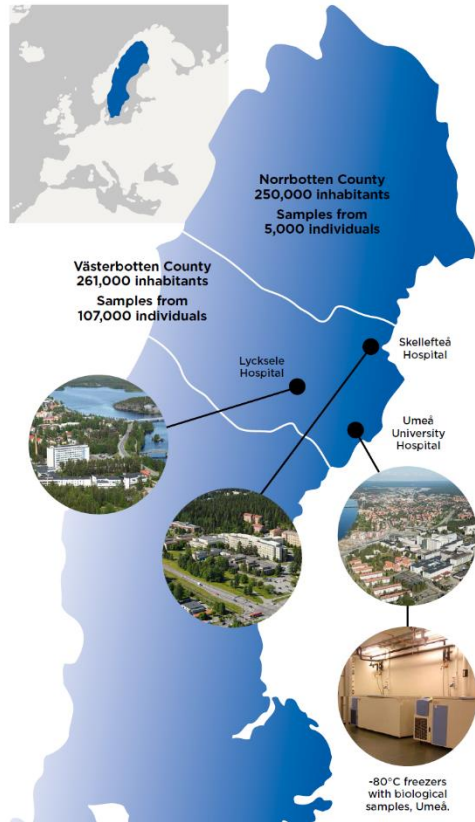 Norrbotten County
250,000 inhabitants
Samples from
5,000 individuals
Västerbotten County
261,000 inhabitants
Samples from
107,000 individuals
Skellefteå
Hospital
Lycksele
Hospital
Umeå
University
Hospital
-80°C freezers
with biological
samples, Umeå.